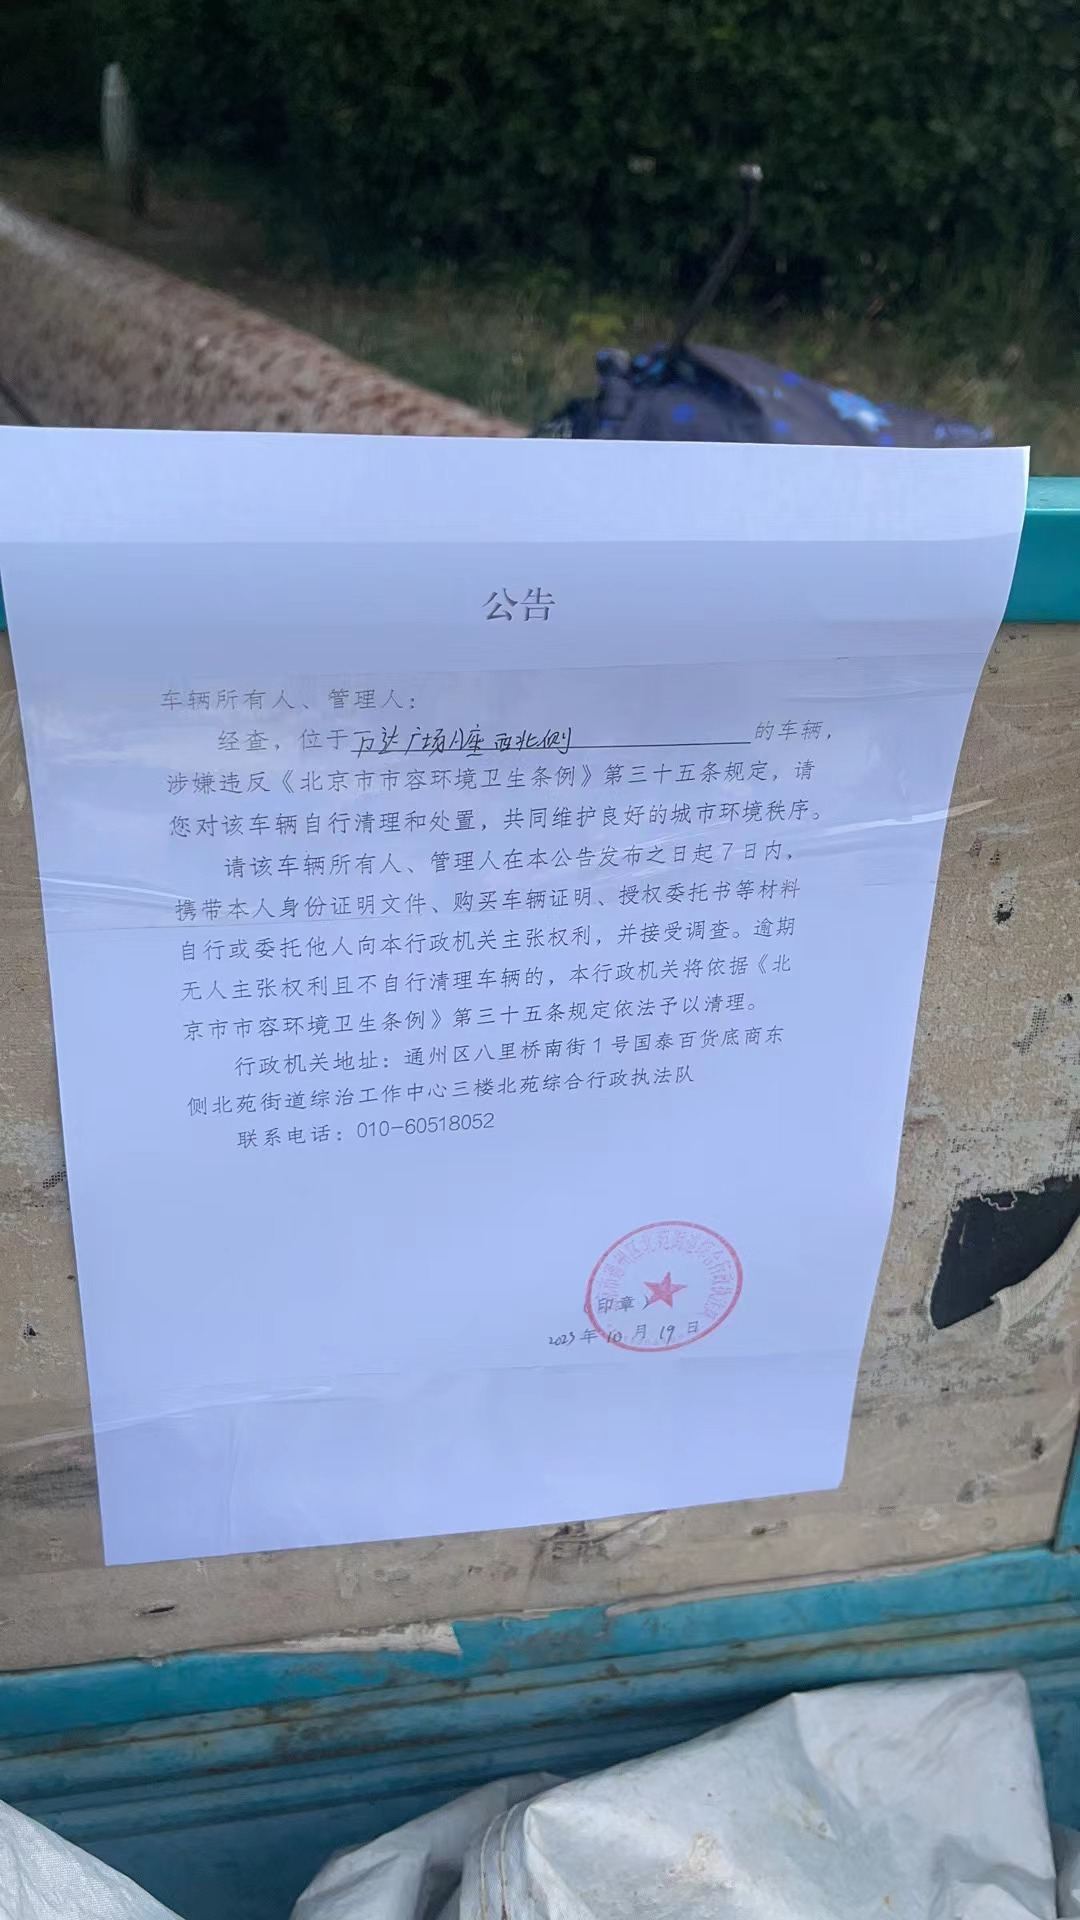 公告
车辆所有人、管理人：
经查，位于万达广场A座西北侧的车辆，
涉嫌违反《北京市市容环境卫生条例》第三十五条规定，请
您对该车辆自行清理和处置，共同维护良好的城市环境秩序。
请该车辆所有人、管理人在本公告发布之日起7日内，
携带本人身份证明文件、购买车辆证明、授权委托书等材料
自行或委托他人向本行政机关主张权利，并接受调查。逾期
无人主张权利且不自行清理车辆的，本行政机关将依据《北
京市市容环境卫生条例》第三十五条规定依法予以清理。
行政机关地址：通州区八里桥南街1号国泰百货底商东
侧北苑街道综治工作中心三楼北苑综合行政执法队
联系电话：010-60518052
（印章）
2023年10月19日